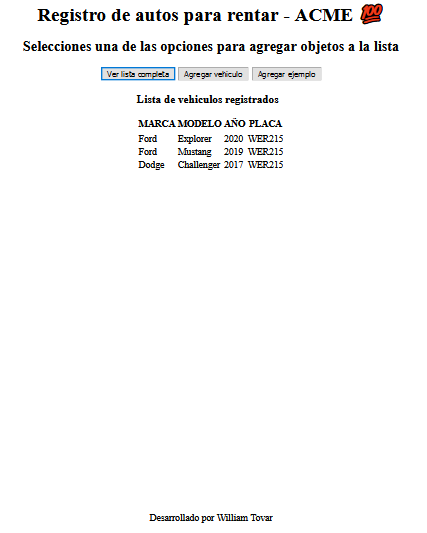 Registro de autos para rentar - ACME 💯
Selecciones una de las opciones para agregar objetos a la lista
Ver lista completa Agregar vehiculo Agregar ejemplo
Lista de vehiculos registrados
MARCA MODELO AÑO PLACA
Ford Explorer 2020 WER215
Ford Mustang 2019 WER215
Dodge Challenger 2017 WER215
Desarrollado por William Tovar